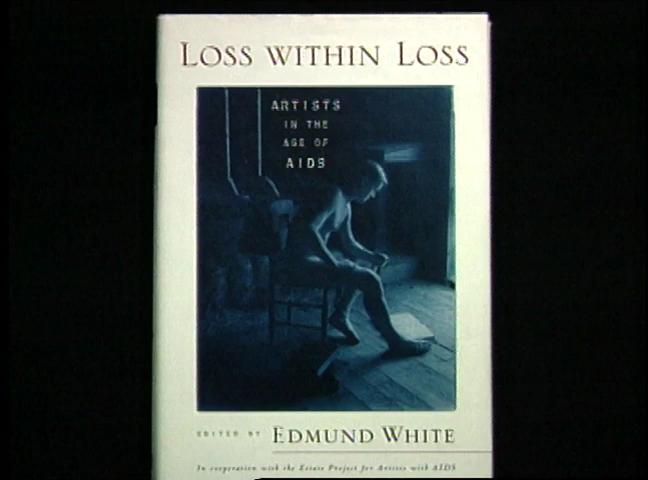 LOSS WITHIN LOSS
ARTISTS
IN THE
AGE OF
AIDS
EDITED BY EDMUND WHITE
In cooperation with the Estate Project for Artists with AIDS